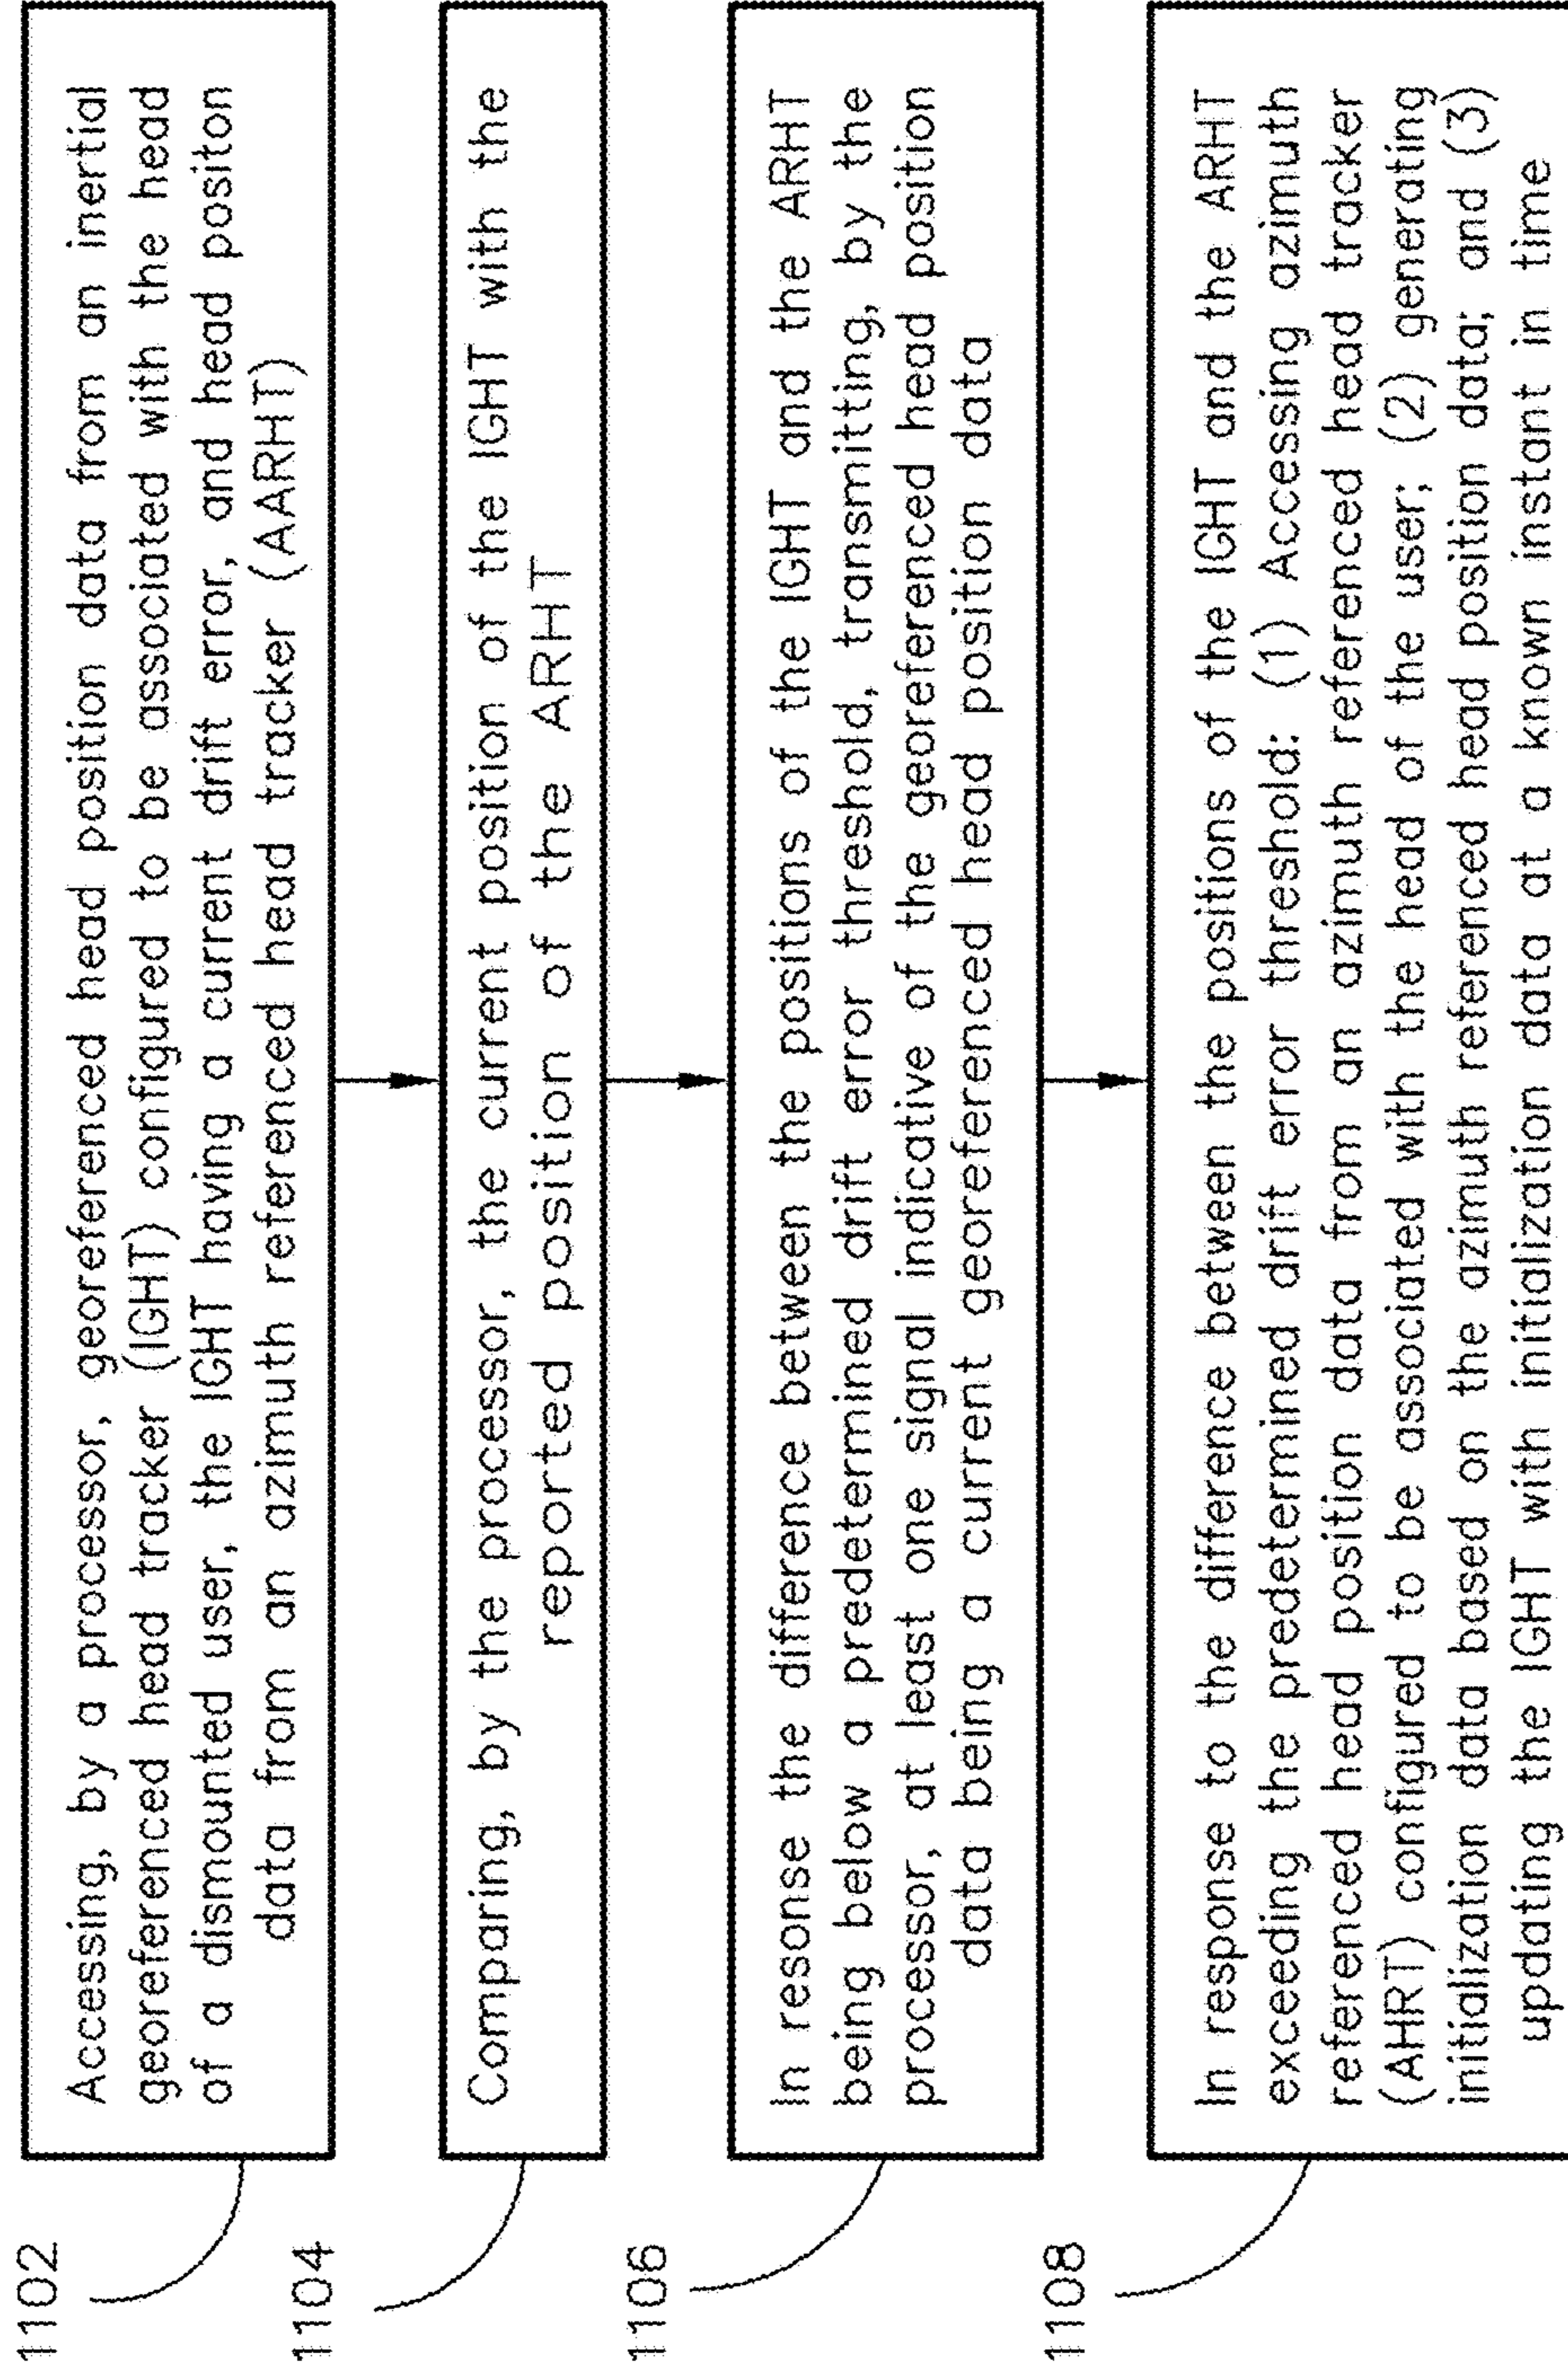 1102
Accessing, by a processor, georeferenced head position data from an inertial
georeferenced head tracker (IGHT) configured to be associated with the head
of a dismounted user, the IGHT having a current drift error, and head positon
data from an azimuth referenced head tracker (AARHT)
1104
Comparing, by the processor, the current position of the IGHT with the
reported position of the ARHT
1106
In resonse the difference between the positions of the IGHT and the ARHT
being below a predetermined drift error threshold, transmitting, by the
processor, at least one signal indicative of the georeferenced head position
data being a current georeferenced head position data
1108
In response to the difference between the positions of the IGHT and the ARHT
exceeding the predetermined drift error threshold: (1) Accessing azimuth
referenced head position data from an azimuth referenced head tracker
(AHRT) configured to be associated with the head of the user; (2) generating
initialization data based on the azimuth referenced head position data; and (3)
updating the IGHT with initialization data at a known instant in time